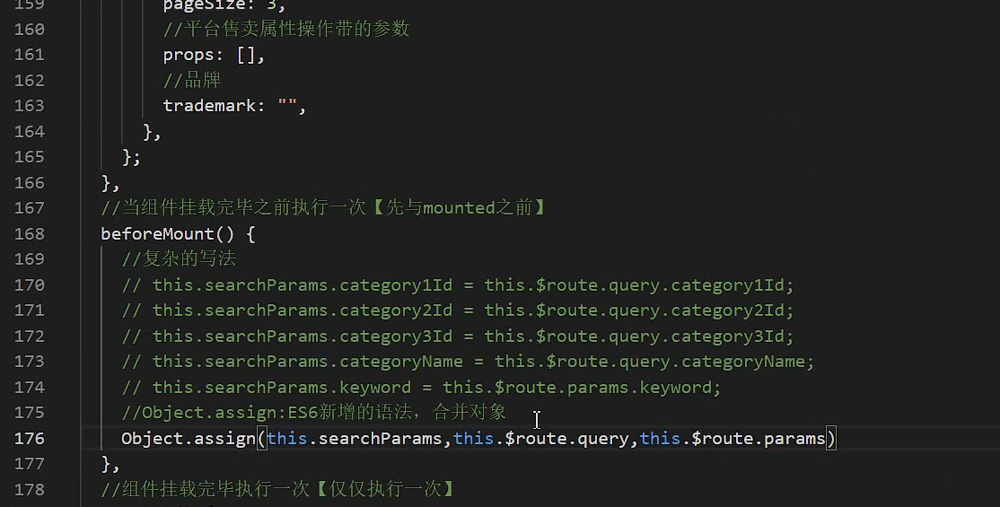 159 pageSize: 3,
160 //平台售卖属性操作带的参数
161 props: [],
162 //品牌
163 trademark: "",
164 },
165 };
166 },
167 //当组件挂载完毕之前执行一次【先与mounted之前】
168 beforeMount() {
169 //复杂的写法
170 // this.searchParams.category1Id = this.$route.query.category1Id;
171 // this.searchParams.category2Id = this.$route.query.category2Id;
172 // this.searchParams.category3Id = this.$route.query.category3Id;
173 // this.searchParams.categoryName = this.$route.query.categoryName;
174 // this.searchParams.keyword = this.$route.params.keyword;
175 //Object.assign:ES6新增的语法，合并对象
176 Object.assign(this.searchParams,this.$route.query,this.$route.params)
177 },
178 //组件挂载完毕执行一次【仅仅执行一次】